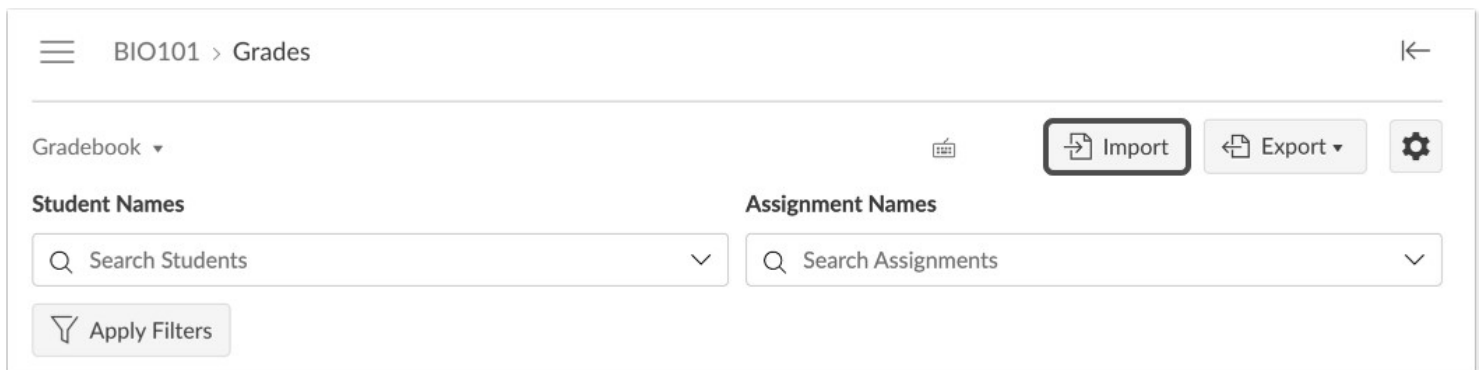 BIO101 > Grades
Gradebook Import Export
Student Names Assignment Names
Search Students Search Assignments
Apply Filters